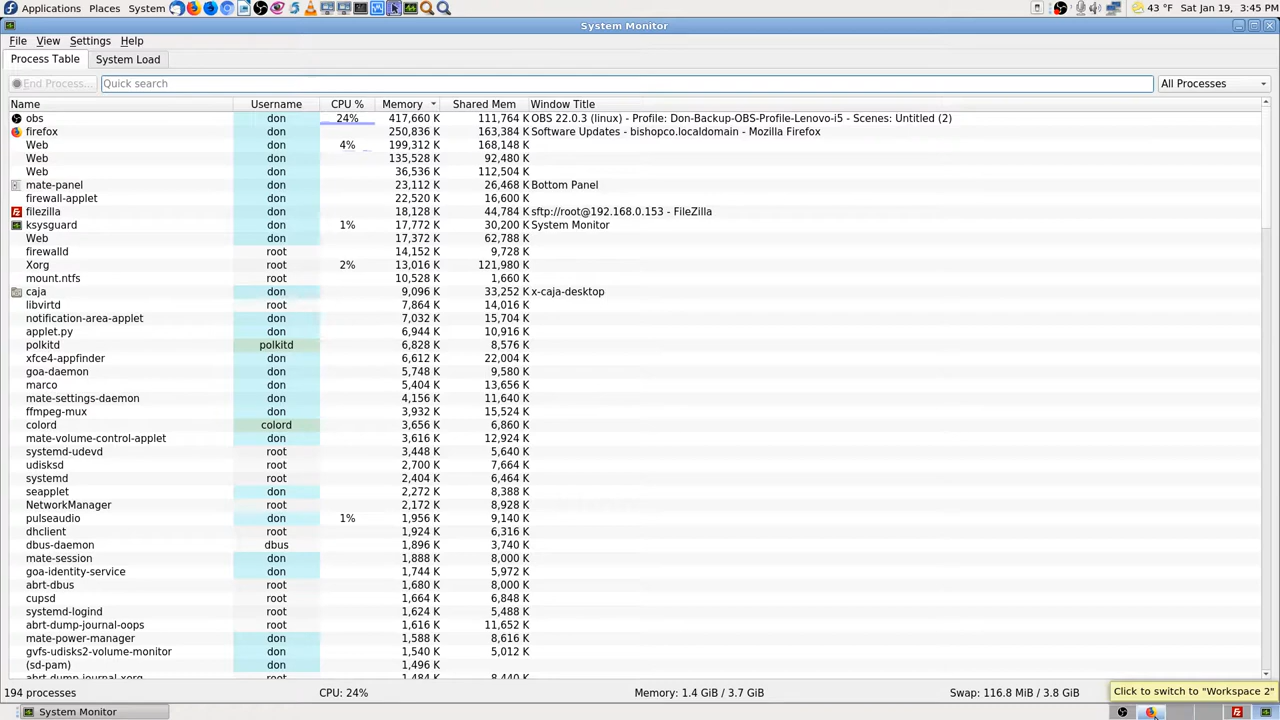 Applications Places System 43 °F Sat Jan 19, 3:45 PM
System Monitor
File View Settings Help
Process Table System Load
End Process... Quick search All Processes
Name Username CPU % Memory Shared Mem Window Title
obs don 24% 417,660 K 111,764 K OBS 22.0.3 (linux) - Profile: Don-Backup-OBS-Profile-Lenovo-i5 - Scenes: Untitled (2)
firefox don 250,836 K 163,384 K Software Updates - bishopco.localdomain - Mozilla Firefox
Web don 4% 199,312 K 168,148 K
Web don 135,528 K 92,480 K
Web don 36,536 K 112,504 K
mate-panel don 23,112 K 26,468 K Bottom Panel
firewall-applet don 22,520 K 16,600 K
filezilla don 18,128 K 44,784 K sftp://root@192.168.0.153 - FileZilla
ksysguard don 1% 17,772 K 30,200 K System Monitor
Web don 17,372 K 62,788 K
firewalld root 14,152 K 9,728 K
Xorg root 2% 13,016 K 121,980 K
mount.ntfs root 10,528 K 1,660 K
caja don 9,096 K 33,252 K x-caja-desktop
libvirtd root 7,864 K 14,016 K
notification-area-applet don 7,032 K 15,704 K
applet.py don 6,944 K 10,916 K
polkitd polkitd 6,828 K 8,576 K
xfce4-appfinder don 6,612 K 22,004 K
goa-daemon don 5,748 K 9,580 K
marco don 5,404 K 13,656 K
mate-settings-daemon don 4,156 K 11,640 K
ffmpeg-mux don 3,932 K 15,524 K
colord colord 3,656 K 6,860 K
mate-volume-control-applet don 3,616 K 12,924 K
systemd-udevd root 3,448 K 5,640 K
udisksd root 2,700 K 7,664 K
systemd root 2,404 K 6,464 K
seapplet don 2,272 K 8,388 K
NetworkManager root 2,172 K 8,928 K
pulseaudio don 1% 1,956 K 9,140 K
dhclient root 1,924 K 6,316 K
dbus-daemon dbus 1,896 K 3,740 K
mate-session don 1,888 K 8,000 K
goa-identity-service don 1,744 K 5,972 K
abrt-dbus root 1,680 K 8,000 K
cupsd root 1,664 K 6,848 K
systemd-logind root 1,624 K 5,488 K
abrt-dump-journal-oops root 1,616 K 11,652 K
mate-power-manager don 1,588 K 8,616 K
gvfs-udisks2-volume-monitor don 1,540 K 5,012 K
(sd-pam) don 1,496 K
abrt-dump-journal-xorg root 1,484 K 8,440 K
194 processes CPU: 24% Memory: 1.4 GiB / 3.7 GiB Swap: 116.8 MiB / 3.8 GiB Click to switch to "Workspace 2"
System Monitor